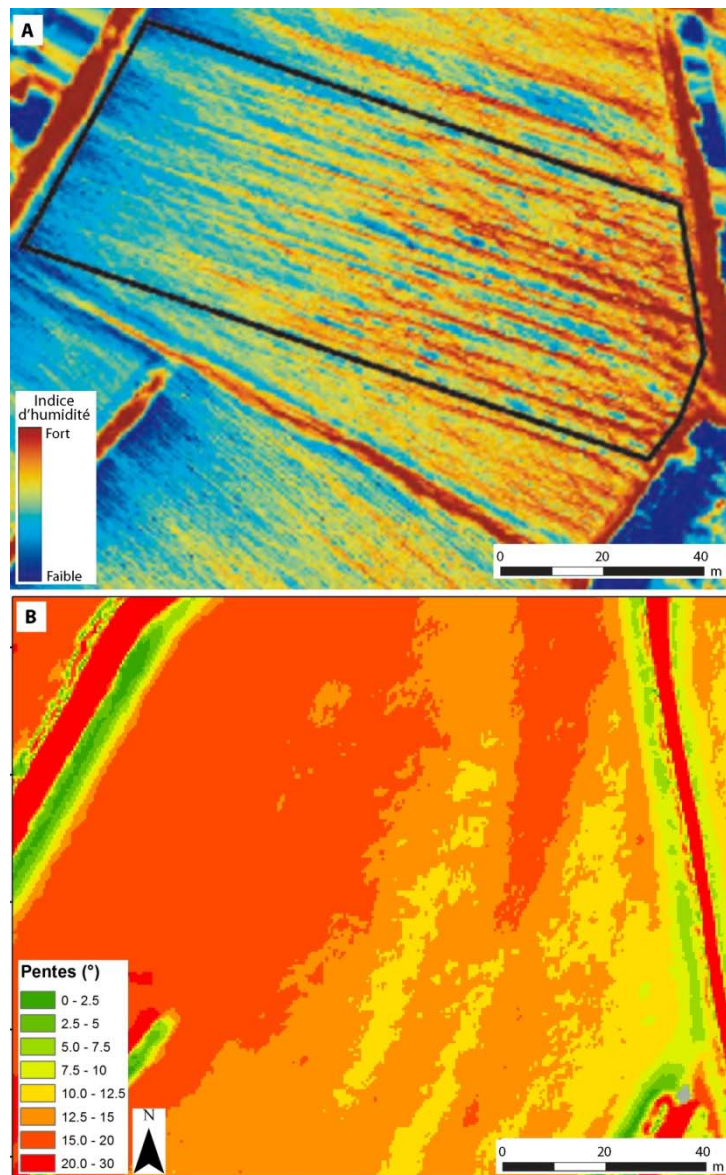 A
Indice
d'humidité
Fort
Faible
0 20 40
m
B
Pentes (°)
0 - 2.5
2.5 - 5
5.0 - 7.5
7.5 - 10
10.0 - 12.5
12.5 - 15
15.0 - 20
20.0 - 30
N
0 20 40
m